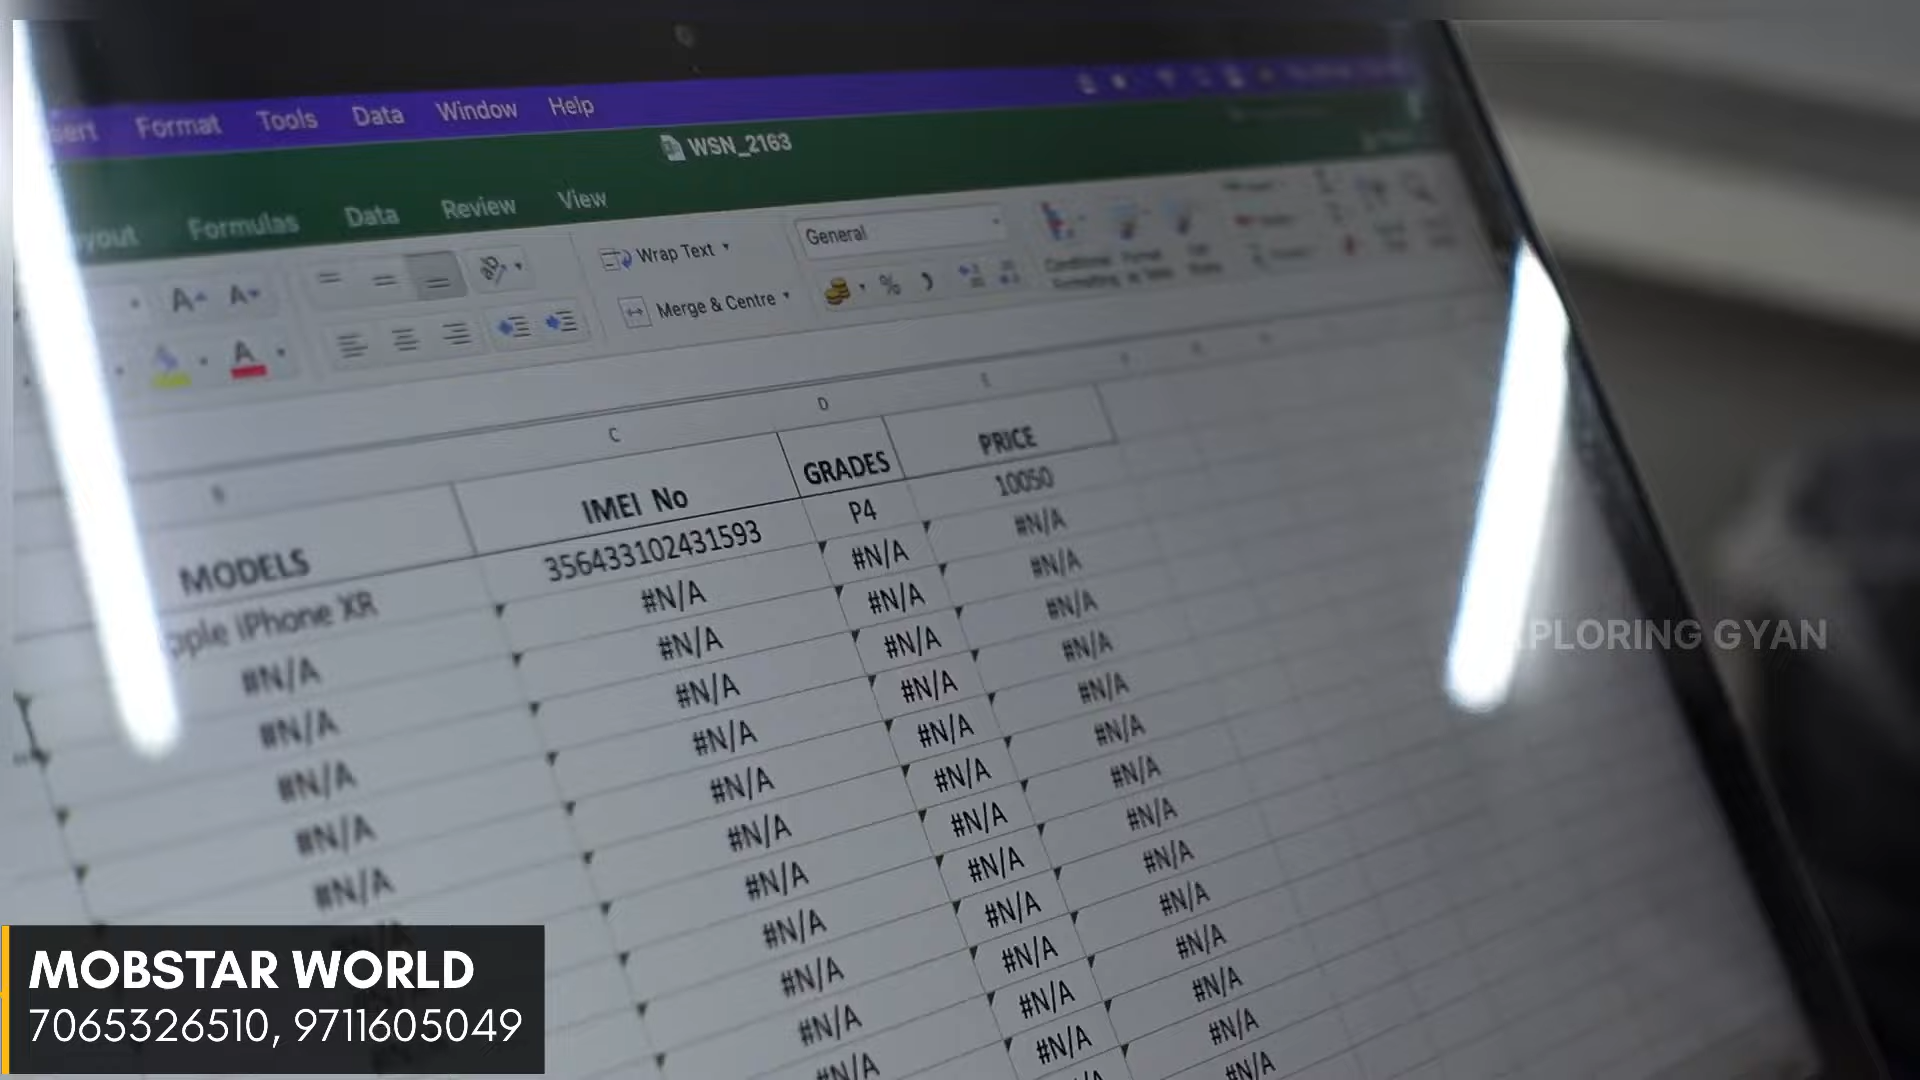 Format Tools Data Window Help
WSN_2163
Formulas Data Review View
Wrap Text
General
Merge & Centre
%
C D E
MODELS IMEI No GRADES PRICE
iPhone XR 356433102431593 P4 10050
#N/A #N/A #N/A #N/A
#N/A #N/A #N/A #N/A
#N/A #N/A #N/A #N/A
#N/A #N/A #N/A #N/A
#N/A #N/A #N/A #N/A
#N/A #N/A #N/A
#N/A #N/A #N/A
#N/A #N/A #N/A
#N/A #N/A #N/A
#N/A #N/A #N/A
#N/A #N/A #N/A
#N/A #N/A
#N/A
#N/A
PLORING GYAN
MOBSTAR WORLD
7065326510, 9711605049